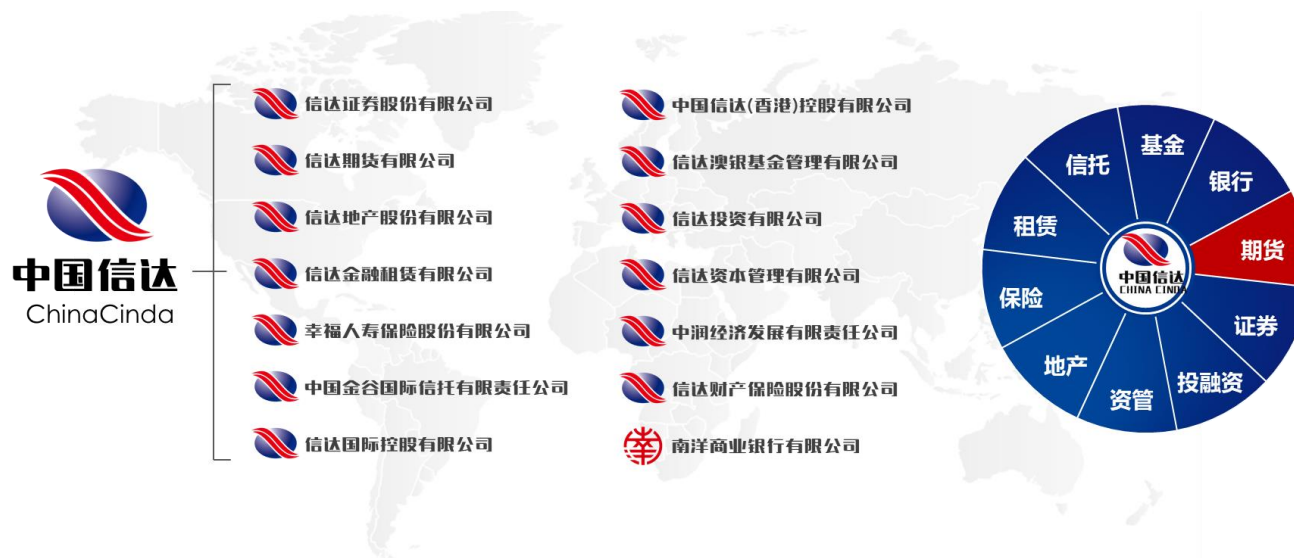 中国信达
ChinaCinda
信达证券股份有限公司
信达期货有限公司
信达地产股份有限公司
信达金融租赁有限公司
幸福人寿保险股份有限公司
中国金谷国际信托有限责任公司
信达国际控股有限公司
中国信达(香港)控股有限公司
信达澳银基金管理有限公司
信达投资有限公司
信达资本管理有限公司
中润经济发展有限责任公司
信达财产保险股份有限公司
南洋商业银行有限公司
基金
银行
期货
证券
投融资
资管
地产
保险
租赁
信托
中国信达
CHINA CINDA